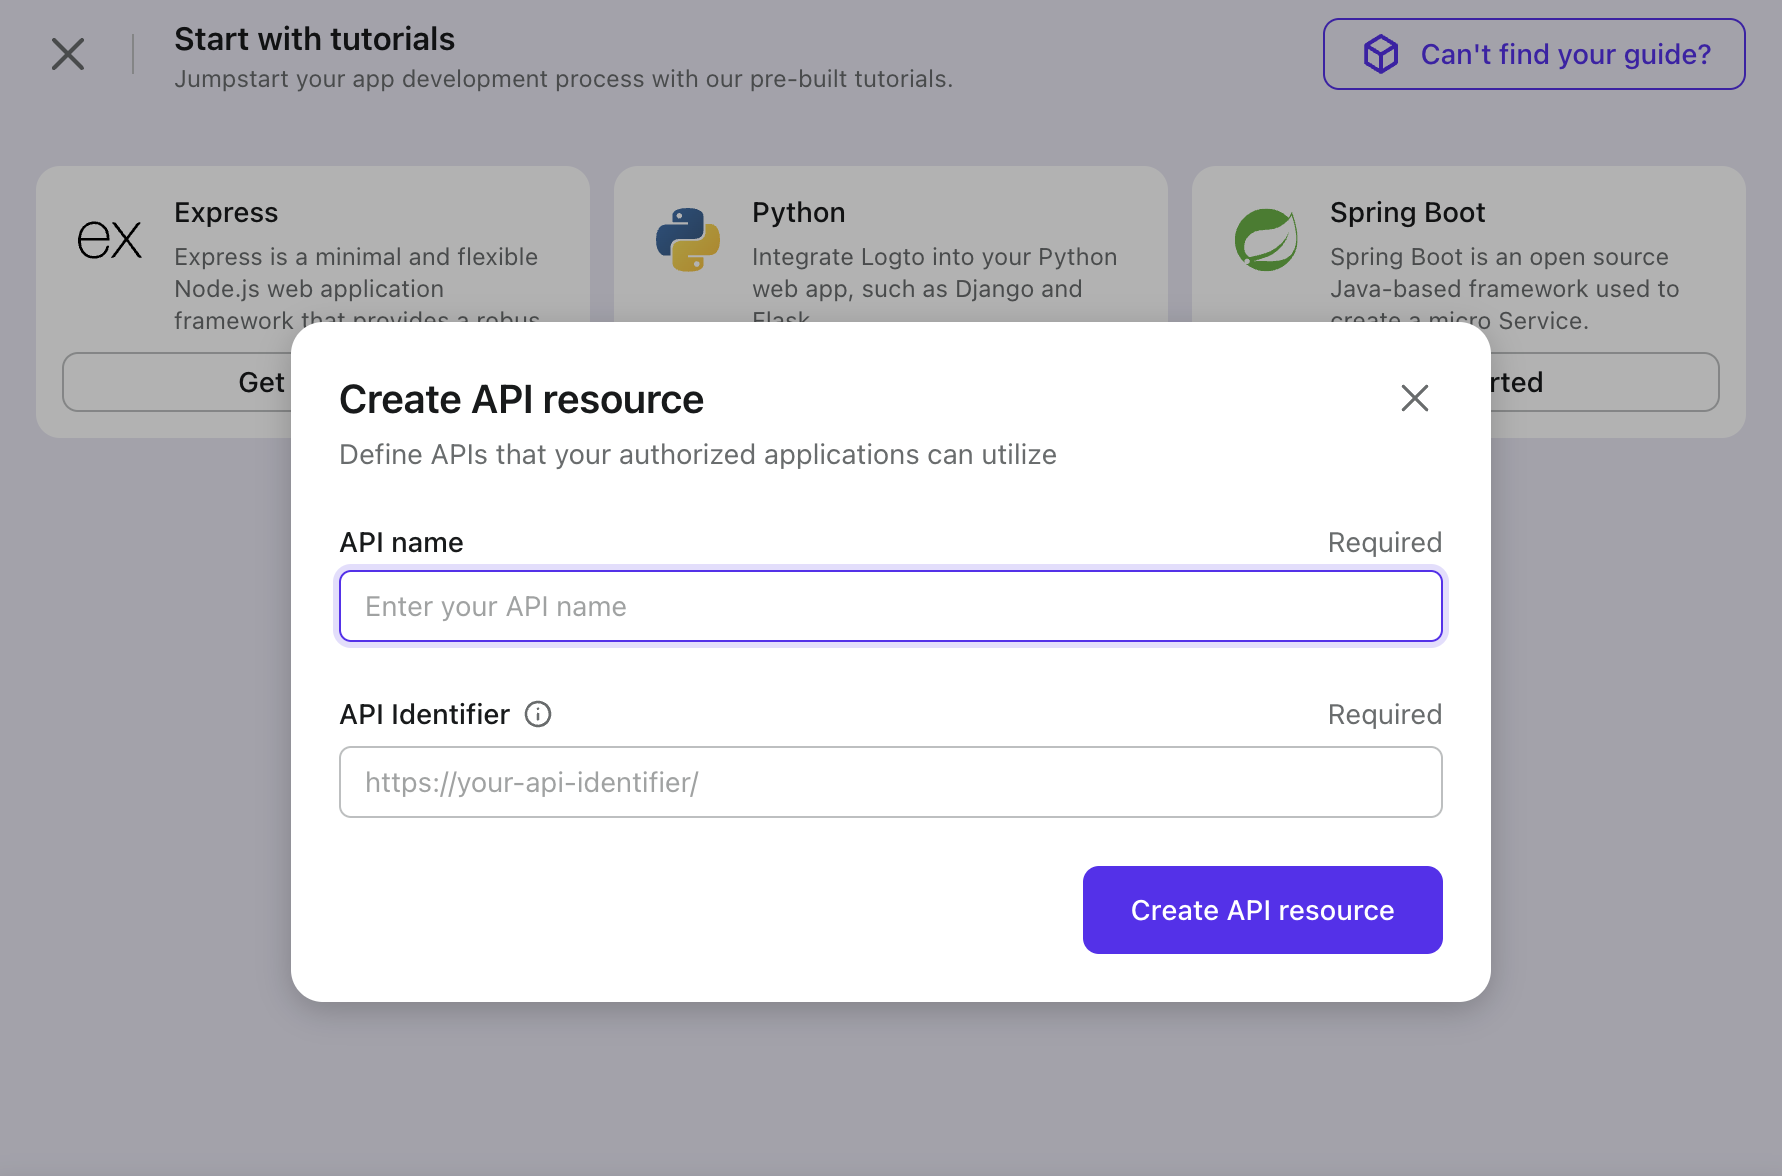 Start with tutorials
Jumpstart your app development process with our pre-built tutorials.
Can't find your guide?
ex
Express
Express is a minimal and flexible
Node.js web application
framework that provides a robus
Get
Python
Integrate Logto into your Python
web app, such as Django and
Flask
Spring Boot
Spring Boot is an open source
Java-based framework used to
create a micro Service.
rted
Create API resource
Define APIs that your authorized applications can utilize
API name
Required
Enter your API name
API Identifier
Required
https://your-api-identifier/
Create API resource